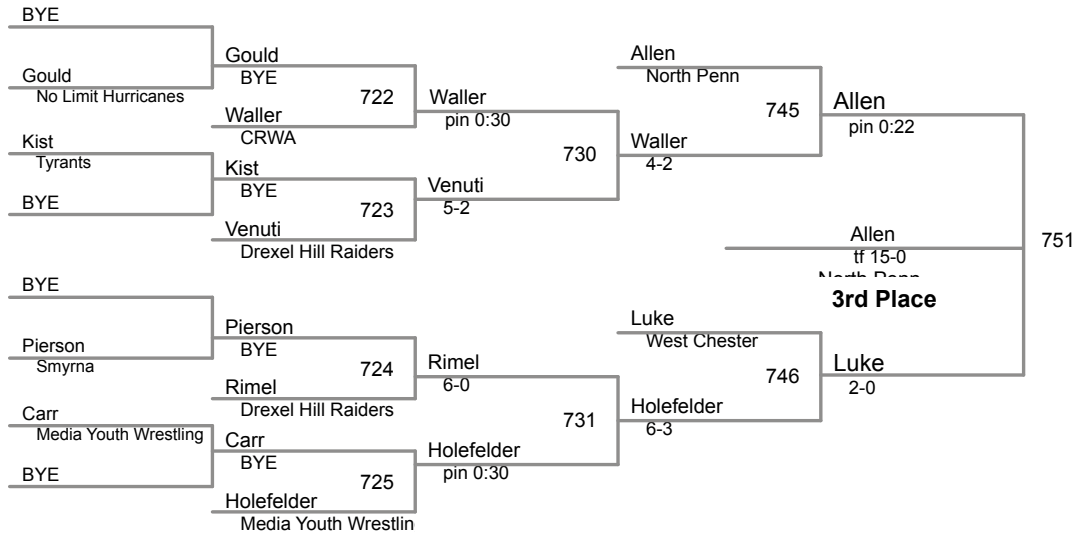 BYE
Gould
No Limit Hurricanes
Kist
Tyrants
BYE
BYE
Pierson
Smyrna
Carr
Media Youth Wrestling
BYE
Gould
BYE
722
Waller
CRWA
Kist
BYE
723
Venuti
Drexel Hill Raiders
Pierson
BYE
724
Rimel
Drexel Hill Raiders
Carr
BYE
725
Holefelder
Media Youth Wrestlin
Waller
pin 0:30
730
Venuti
5-2
Rimel
6-0
731
Holefelder
pin 0:30
Allen
North Penn
745
Waller
4-2
Luke
West Chester
746
Holefelder
6-3
Allen
pin 0:22
Allen
tf 15-0
North Penn
751
3rd Place
Luke
2-0